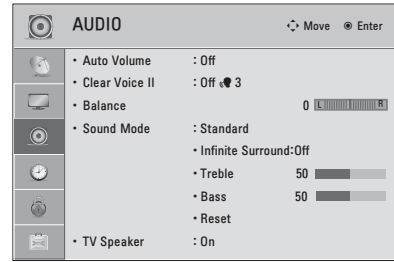 AUDIO Move Enter
• Auto Volume : Off
• Clear Voice II : Off 3
• Balance 0 L R
• Sound Mode : Standard
• Infinite Surround:Off
• Treble 50
• Bass 50
• Reset
• TV Speaker : On